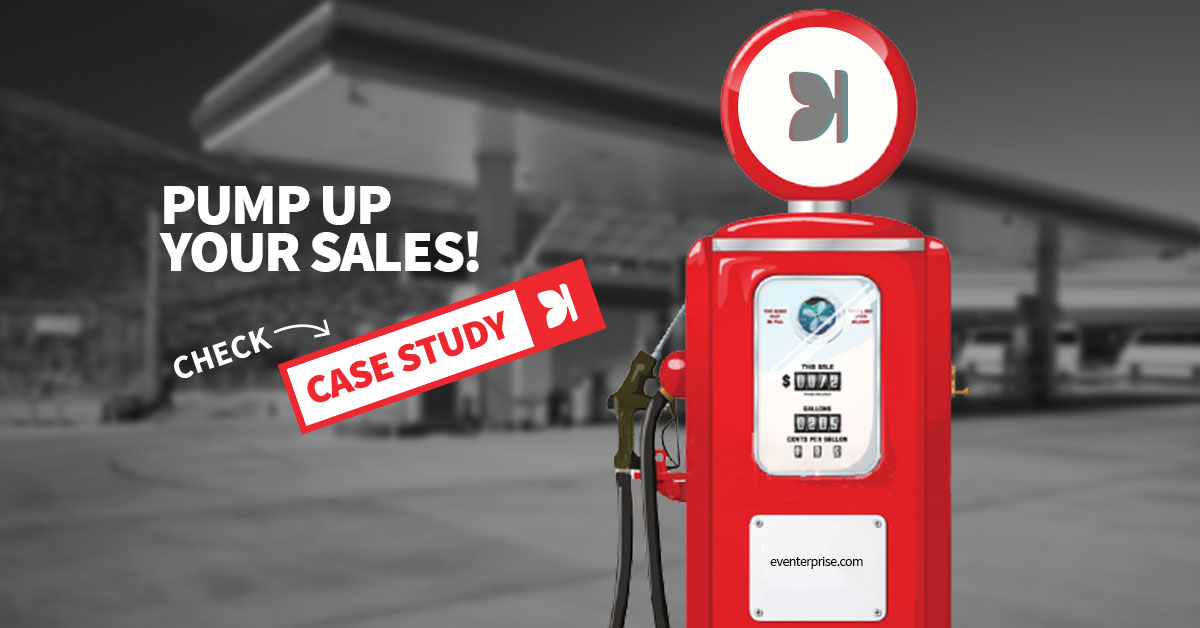 PUMP UP
YOUR SALES!
CHECK
CASE STUDY
THIS SALE
$ 0072
GALLONS
0205
CENTS PER GALLON
eventerprise.com